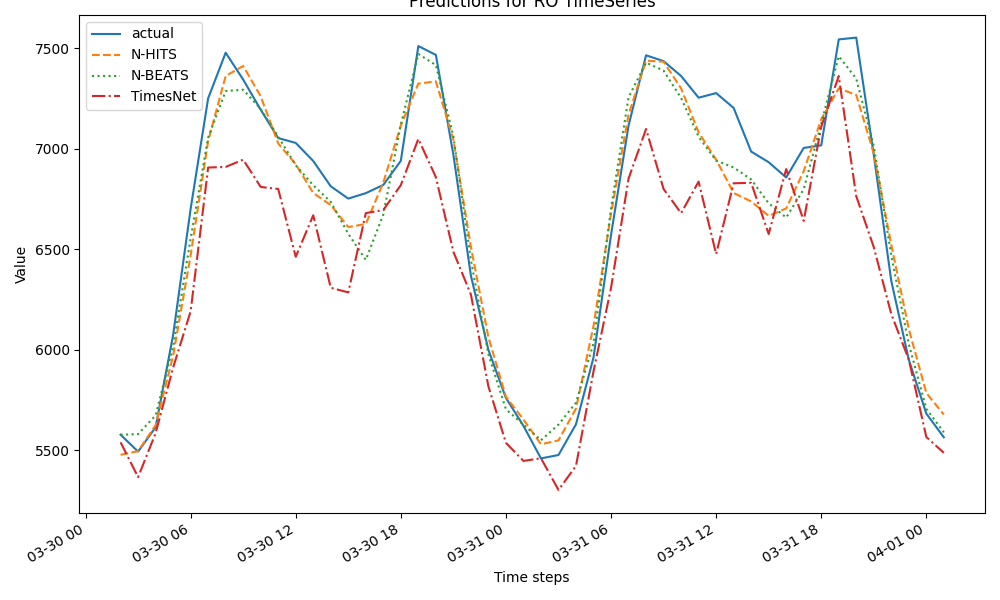 Predictions for RO TimeSeries
actual
N-HITS
N-BEATS
TimesNet
Value
7500
7000
6500
6000
5500
03-30 00
03-30 06
03-30 12
03-30 18
03-31 00
03-31 06
03-31 12
03-31 18
04-01 00
Time steps